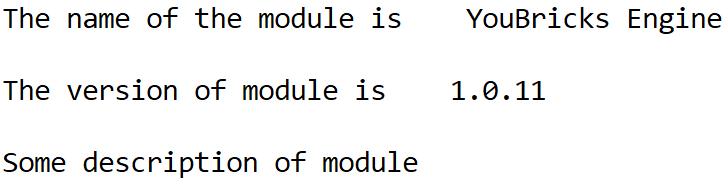 The name of the module is    YouBricks Engine
The version of module is    1.0.11
Some description of module